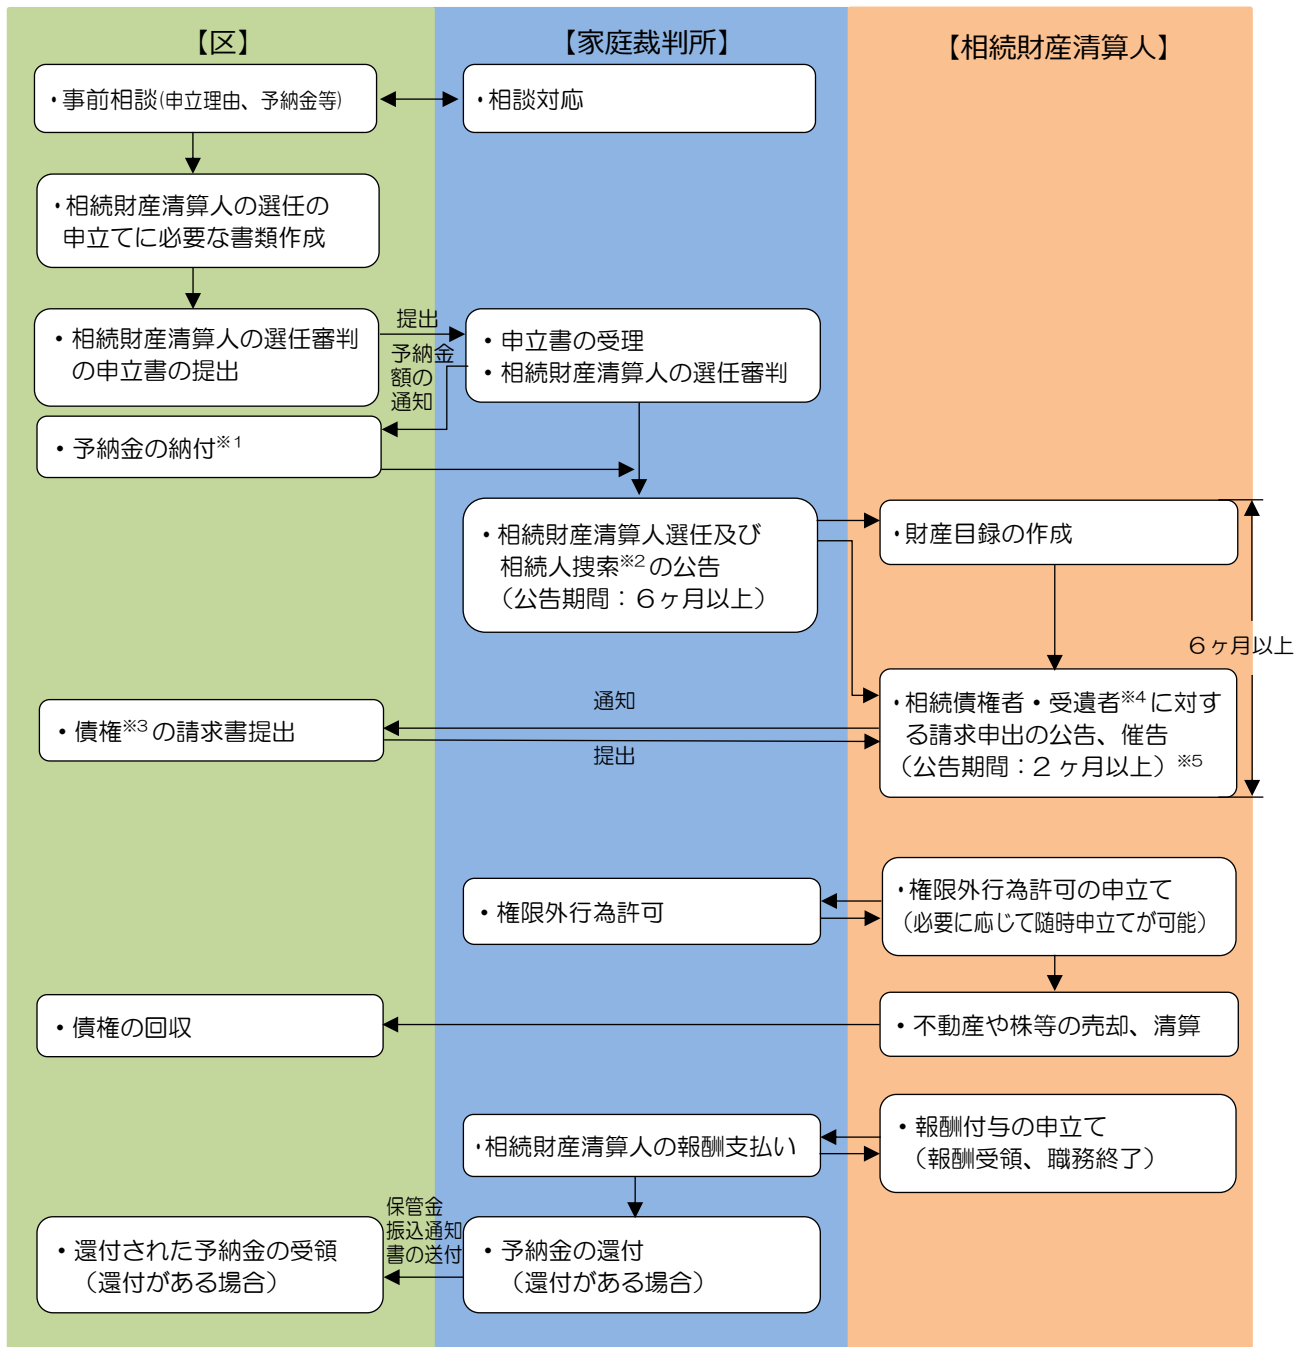 【区】
【家庭裁判所】
【相続財産清算人】
・事前相談(申立理由、予納金等)
・相談対応
・相続財産清算人の選任の
申立てに必要な書類作成
・相続財産清算人の選任審判
の申立書の提出
提出
・申立書の受理
・相続財産清算人の選任審判
予納金
額の
通知
・予納金の納付※1
・相続財産清算人選任及び
相続人捜索※2の公告
（公告期間：６ヶ月以上）
・財産目録の作成
６ヶ月以上
・相続債権者・受遺者※4に対す
る請求申出の公告、催告
（公告期間：２ヶ月以上）※5
通知
・債権※3の請求書提出
提出
・権限外行為許可の申立て
（必要に応じて随時申立てが可能）
・権限外行為許可
・不動産や株等の売却、清算
・債権の回収
・報酬付与の申立て
（報酬受領、職務終了）
・相続財産清算人の報酬支払い
保管金
振込通知
書の送付
・予納金の還付
（還付がある場合）
・還付された予納金の受領
（還付がある場合）